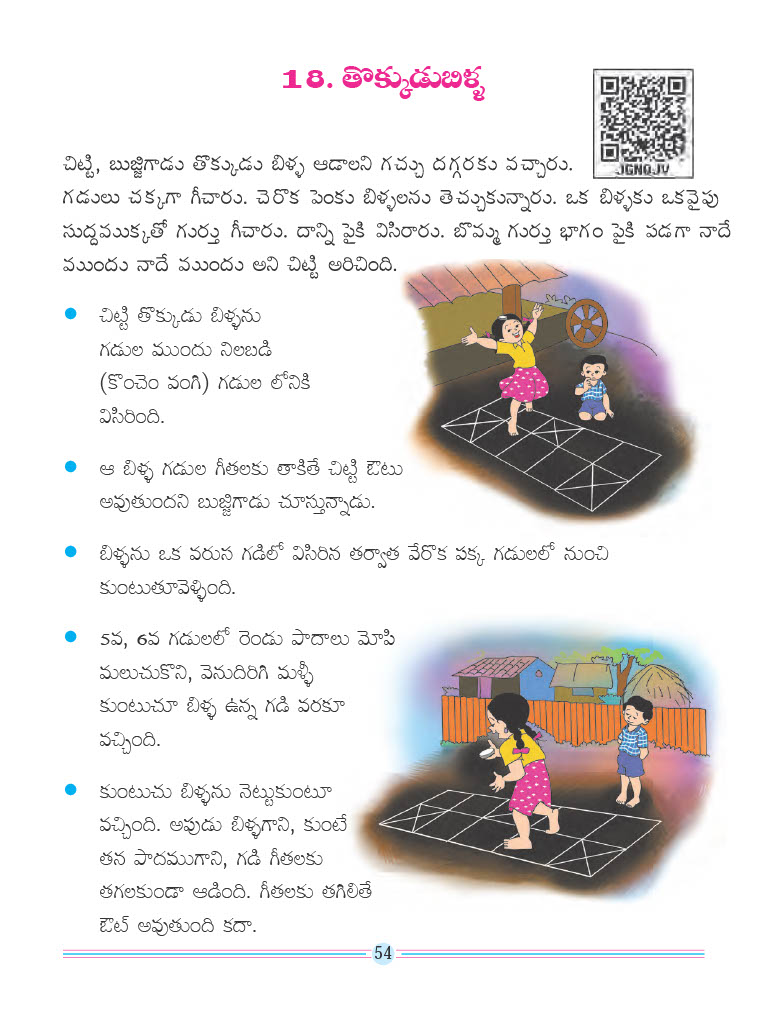 18. తొక్కుడుబిళ్ళ
JGNQJV
చిట్టి, బుజ్జిగాడు తొక్కుడు బిళ్ళ ఆడాలని గచ్చు దగ్గరకు వచ్చారు.
గడులు చక్కగా గీచారు. చెరొక పెంకు బిళ్ళలను తెచ్చుకున్నారు. ఒక బిళ్ళకు ఒకవైపు
సుద్దముక్కతో గుర్తు గీచారు. దాన్ని పైకి విసిరారు. బొమ్మ గుర్తు భాగం పైకి పడగా నాదే
ముందు నాదే ముందు అని చిట్టి అరిచింది.
• చిట్టి తొక్కుడు బిళ్ళను
గడుల ముందు నిలబడి
(కొంచెం వంగి) గడుల లోనికి
విసిరింది.
• ఆ బిళ్ళ గడుల గీతలకు తాకితే చిట్టి ఔటు
అవుతుందని బుజ్జిగాడు చూస్తున్నాడు.
• బిళ్ళను ఒక వరుస గడిలో విసిరిన తర్వాత వేరొక పక్క గడులలో నుంచి
కుంటుతూవెళ్ళింది.
• 5వ, 6వ గడులలో రెండు పాదాలు మోపి
మలుచుకొని, వెనుదిరిగి మళ్ళీ
కుంటుచూ బిళ్ళ ఉన్న గడి వరకూ
వచ్చింది.
• కుంటుచు బిళ్ళను నెట్టుకుంటూ
వచ్చింది. అపుడు బిళ్ళగాని, కుంటే
తన పాదముగాని, గడి గీతలకు
తగలకుండా ఆడింది. గీతలకు తగిలితే
ఔట్ అవుతుంది కదా.
54